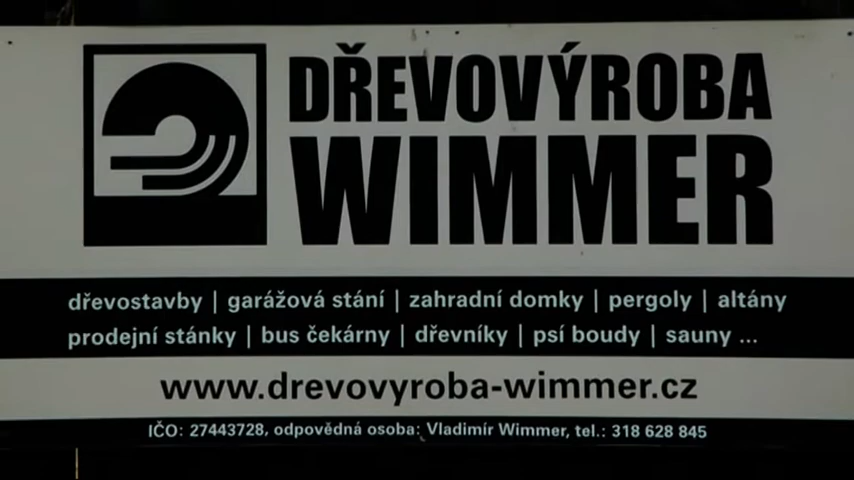 DŘEVOVÝROBA
WIMMER
dřevostavby | garážová stání | zahradní domky | pergoly | altány
prodejní stánky | bus čekárny | dřevníky | psí boudy | sauny ...
www.drevovyroba-wimmer.cz
IČO: 27443728, odpovědná osoba: Vladimír Wimmer, tel.: 318 628 845